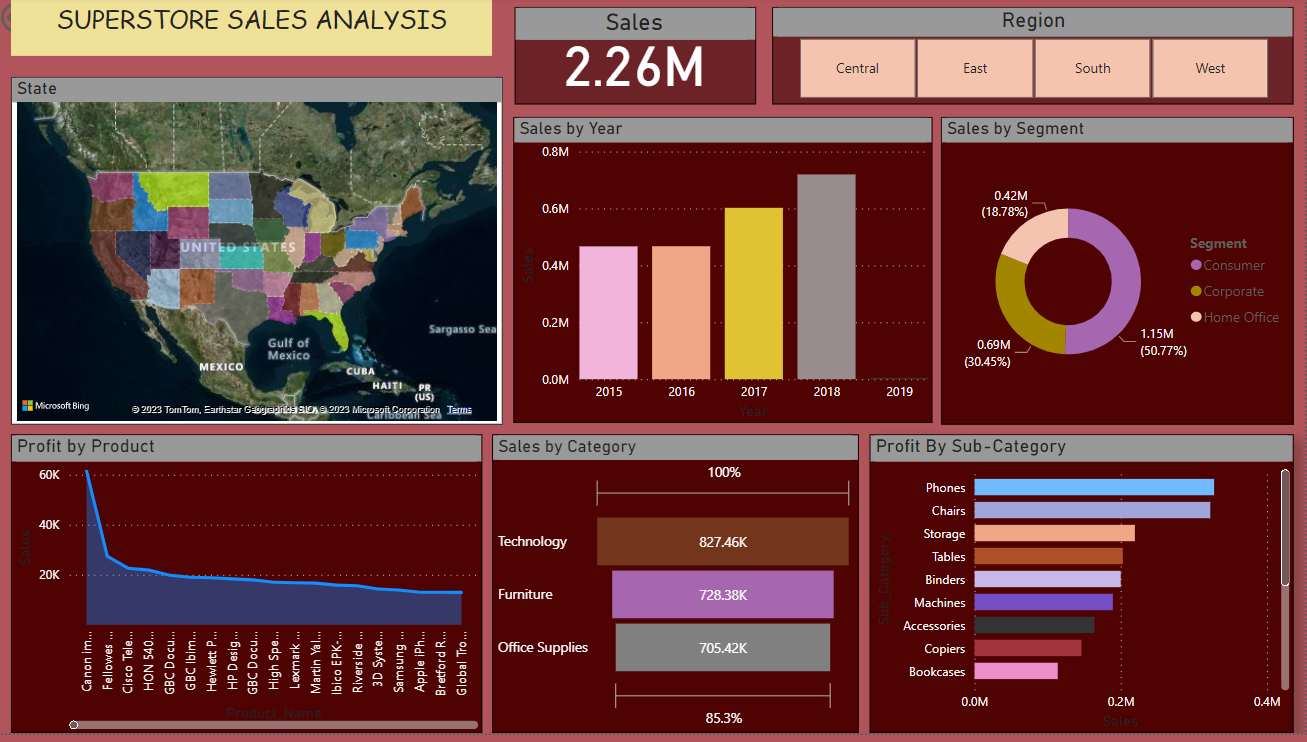 SUPERSTORE SALES ANALYSIS
Sales
2.26M
Region
Central
East
South
West
State
UNITED STATES
Gulf of
Mexico
MEXICO
CUBA
HAITI
PR
(US)
Sargasso Sea
Caribbean Sea
Microsoft Bing
© 2023 TomTom, Earthstar Geographics SIO, © 2023 Microsoft Corporation Terms
Sales by Year
Sales
0.8M
0.6M
0.4M
0.2M
0.0M
2015
2016
2017
2018
2019
Year
Sales by Segment
0.42M
(18.78%)
0.69M
(30.45%)
1.15M
(50.77%)
Segment
Consumer
Corporate
Home Office
Profit by Product
Sales
60K
40K
20K
Canon im...
Fellowes ...
Cisco Tele...
HON 540...
GBC Docu...
GBC Ibim...
Hewlett P...
HP Desig...
GBC Docu...
High Spe...
Lexmark ...
Martin Yal...
Ibico EPK-...
Riverside ...
3D Syste...
Samsung ...
Apple iPh...
Bretford R...
Global Tro...
Product_Name
Sales by Category
100%
Technology
827.46K
Furniture
728.38K
Office Supplies
705.42K
85.3%
Profit By Sub-Category
Sub_Category
Phones
Chairs
Storage
Tables
Binders
Machines
Accessories
Copiers
Bookcases
0.0M
0.2M
0.4M
Sales